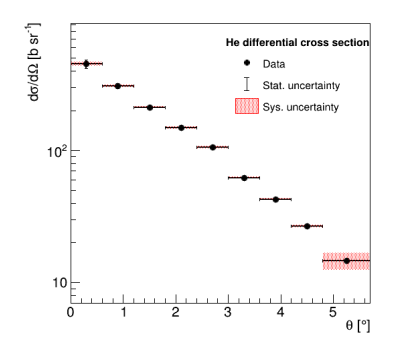 He differential cross section
Data
Stat. uncertainty
Sys. uncertainty
dσ/dΩ [b sr⁻¹]
10²
10
0 1 2 3 4 5
θ [°]